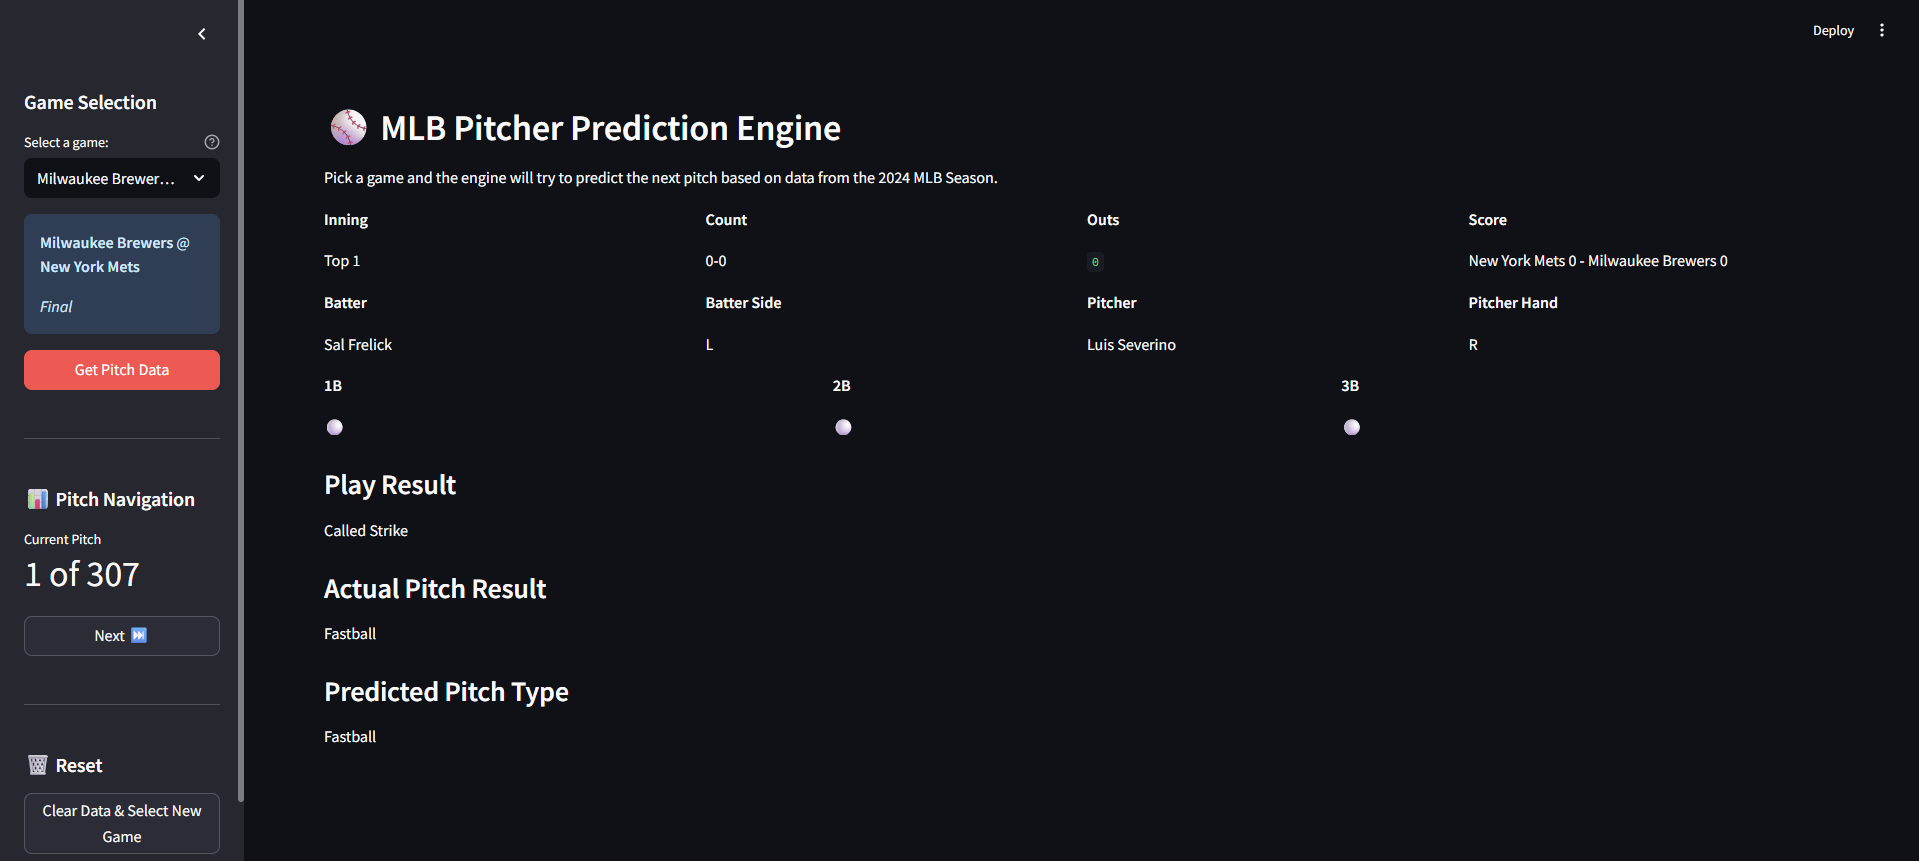 Deploy
Game Selection
Select a game:
Milwaukee Brewer...
Milwaukee Brewers @
New York Mets
Final
Get Pitch Data
Pitch Navigation
Current Pitch
1 of 307
Next
Reset
Clear Data & Select New
Game
MLB Pitcher Prediction Engine
Pick a game and the engine will try to predict the next pitch based on data from the 2024 MLB Season.
Inning Count Outs Score
Top 1 0-0 0 New York Mets 0 - Milwaukee Brewers 0
Batter Batter Side Pitcher Pitcher Hand
Sal Frelick L Luis Severino R
1B 2B 3B
Play Result
Called Strike
Actual Pitch Result
Fastball
Predicted Pitch Type
Fastball